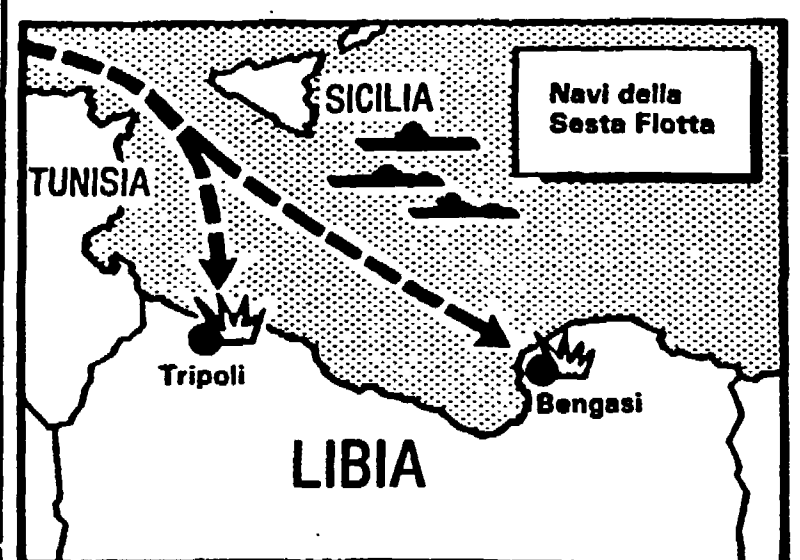 SICILIA
Navi della
Sesta Flotta
TUNISIA
Tripoli
Bengasi
LIBIA